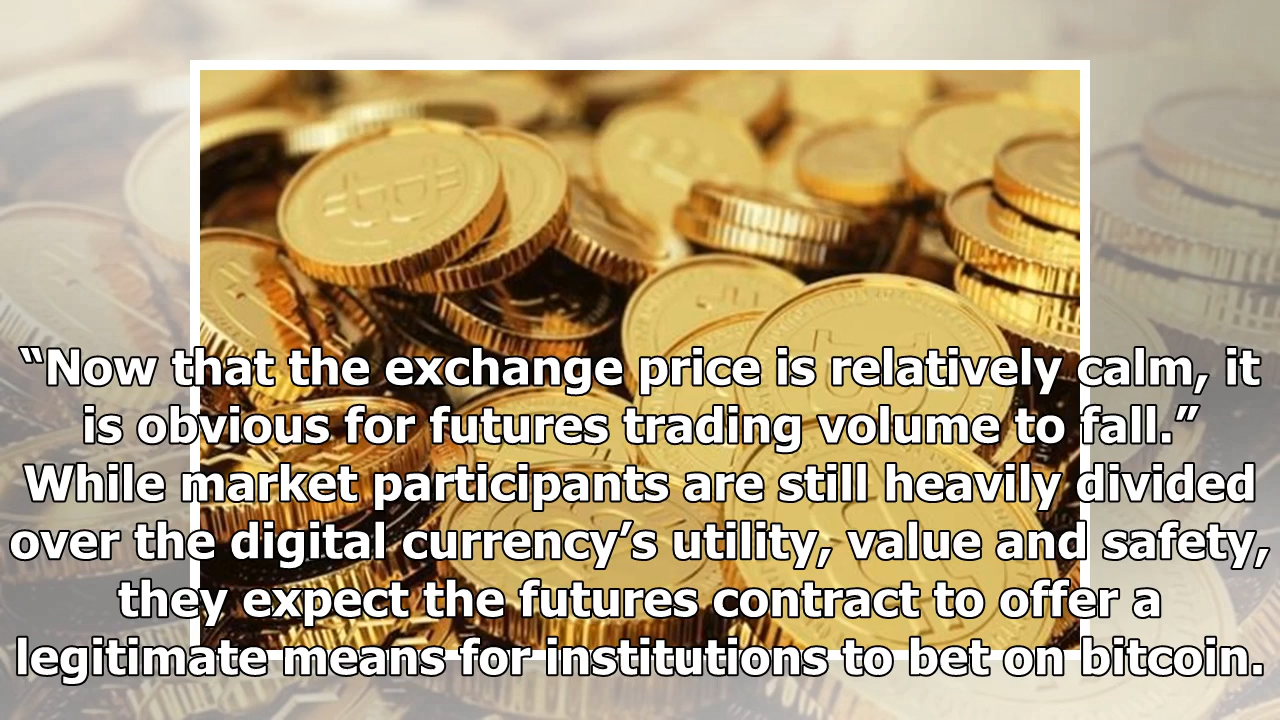 “Now that the exchange price is relatively calm, it
is obvious for futures trading volume to fall.”
While market participants are still heavily divided
over the digital currency’s utility, value and safety,
they expect the futures contract to offer a
legitimate means for institutions to bet on bitcoin.